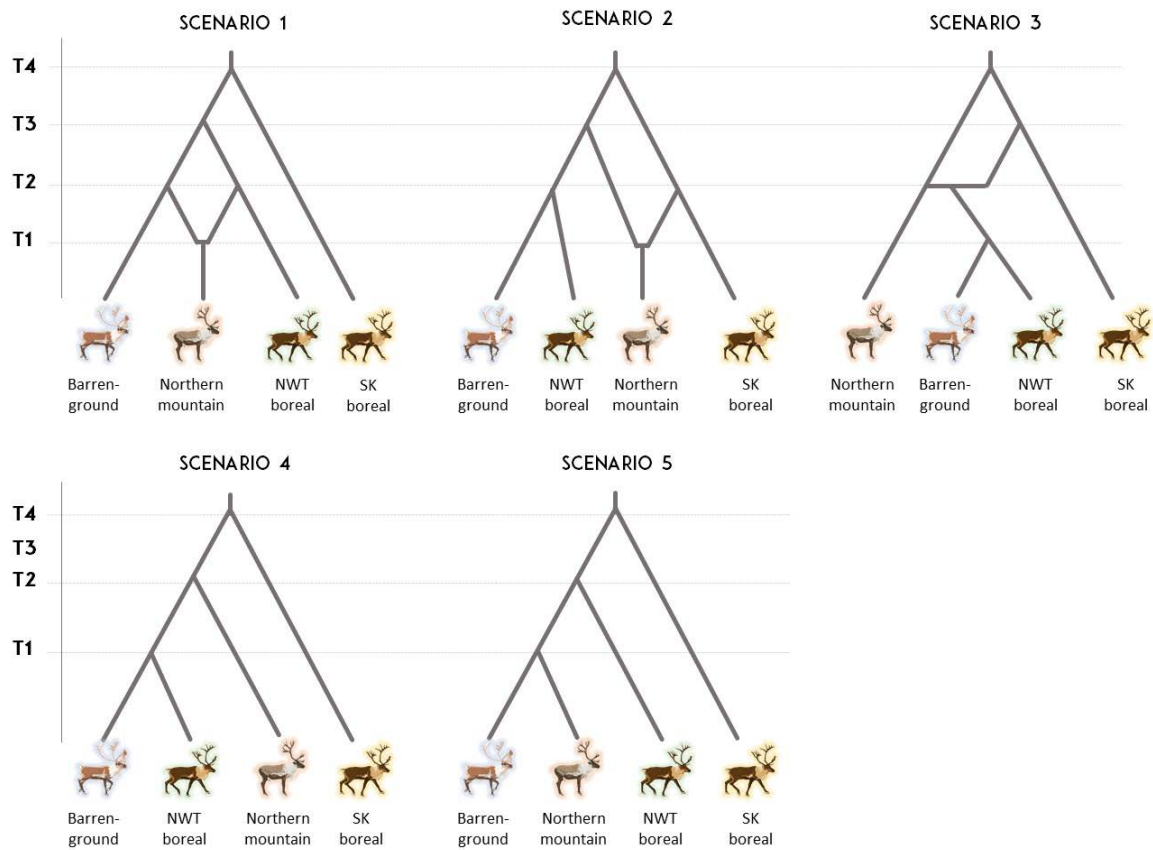 SCENARIO 1
SCENARIO 2
SCENARIO 3
T4
T3
T2
T1
Barren-
ground
Northern
mountain
NWT
boreal
SK
boreal
Barren-
ground
NWT
boreal
Northern
mountain
SK
boreal
Northern
mountain
Barren-
ground
NWT
boreal
SK
boreal
SCENARIO 4
SCENARIO 5
T4
T3
T2
T1
Barren-
ground
NWT
boreal
Northern
mountain
SK
boreal
Barren-
ground
Northern
mountain
NWT
boreal
SK
boreal